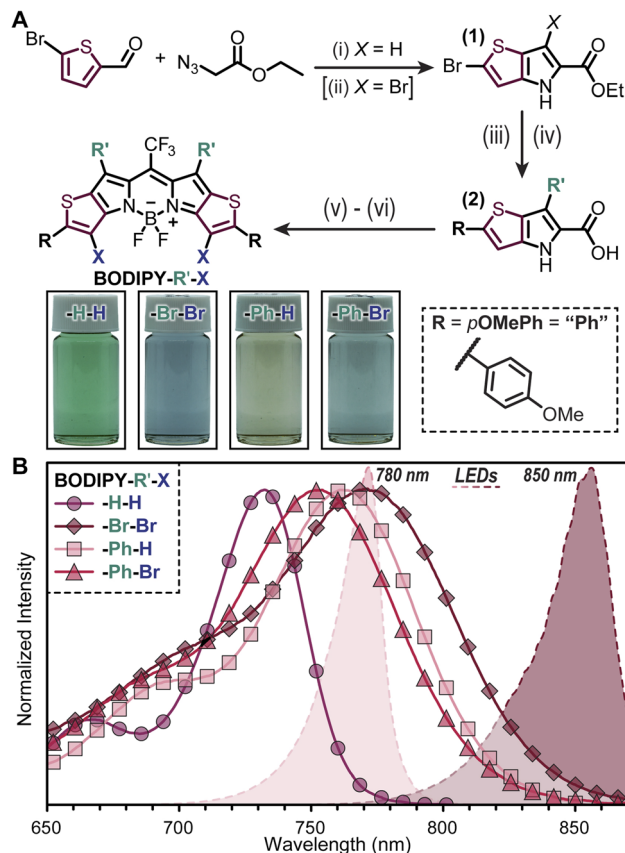 A
Br
S
O
+
N3
O
O
(i) X = H
[(ii) X = Br]
(1)
X
S
Br
O
OEt
N
H
(iii) (iv)
(2)
R'
S
R
O
OH
N
H
(v) - (vi)
R' CF3 R'
S S
N − N +
B
R F F R
X X
BODIPY-R'-X
-H-H
-Br-Br
-Ph-H
-Ph-Br
R = pOMePh = “Ph”
OMe
B
BODIPY-R'-X
-H-H
-Br-Br
-Ph-H
-Ph-Br
780 nm LEDs 850 nm
Normalized Intensity
650 700 750 800 850
Wavelength (nm)